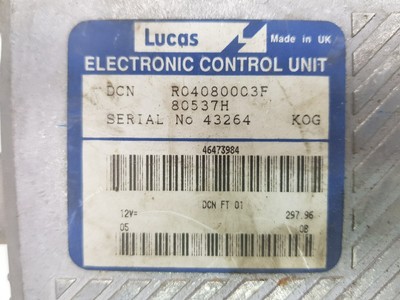 Lucas Made in UK
ELECTRONIC CONTROL UNIT
DCN R04080003F
80537H
SERIAL No 43264 KOG
46473984
DCN FT 01
12V= 297.96
05 08